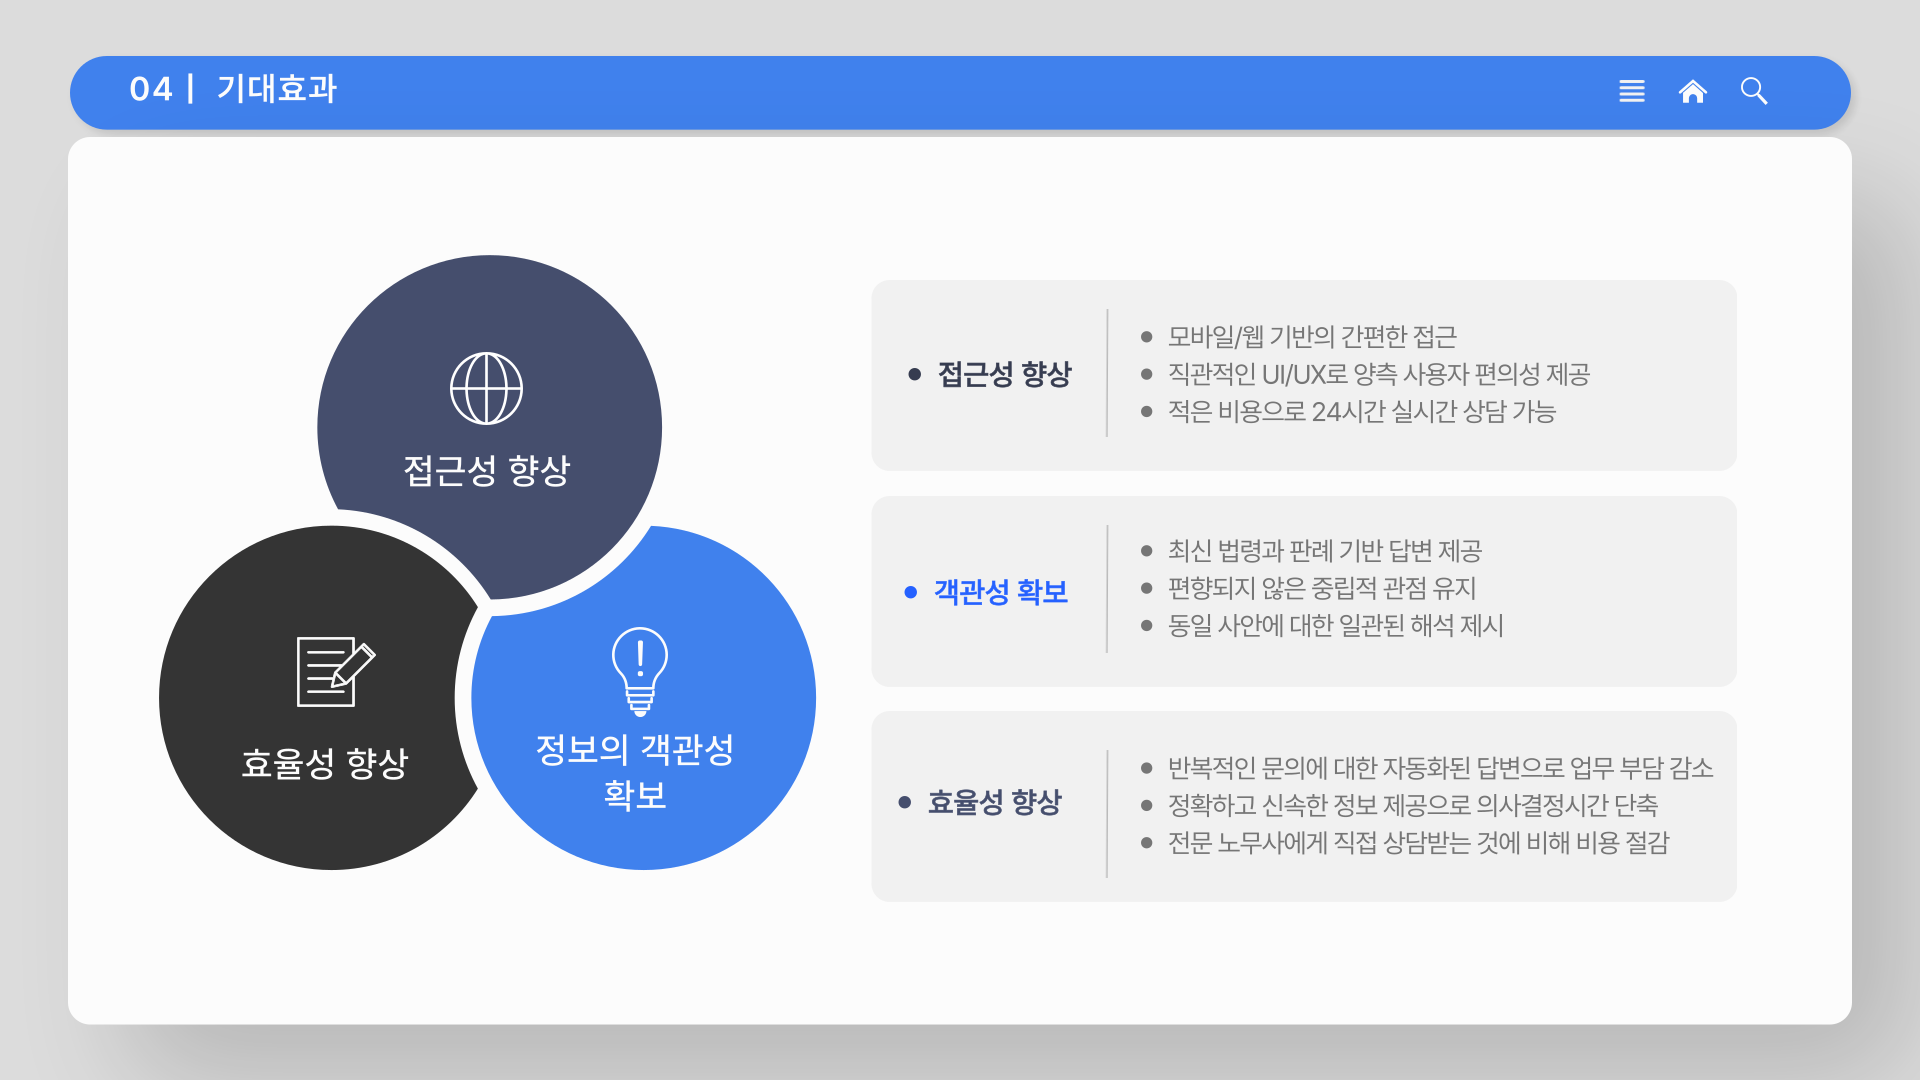 04 | 기대효과
접근성 향상
효율성 향상
정보의 객관성
확보
● 접근성 향상
● 모바일/웹 기반의 간편한 접근
● 직관적인 UI/UX로 양측 사용자 편의성 제공
● 적은 비용으로 24시간 실시간 상담 가능
● 객관성 확보
● 최신 법령과 판례 기반 답변 제공
● 편향되지 않은 중립적 관점 유지
● 동일 사안에 대한 일관된 해석 제시
● 효율성 향상
● 반복적인 문의에 대한 자동화된 답변으로 업무 부담 감소
● 정확하고 신속한 정보 제공으로 의사결정시간 단축
● 전문 노무사에게 직접 상담받는 것에 비해 비용 절감